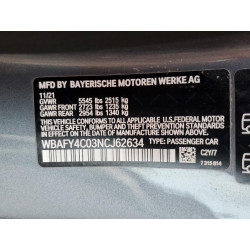 MFD BY BAYERISCHE MOTOREN WERKE AG
11/21
GVWR 5545 lbs 2515 kg
GAWR FRONT 2723 lbs 1235 kg
GAWR REAR 2954 lbs 1340 kg
THIS VEHICLE CONFORMS TO ALL APPLICABLE FEDERAL MOTOR
VEHICLE SAFETY, BUMPER, AND THEFT PREVENTION STANDARDS
IN EFFECT ON THE DATE OF MANUFACTURE SHOWN ABOVE.
WBAFY4C03NCJ62634 TYPE: PASSENGER CAR
C2Y/7